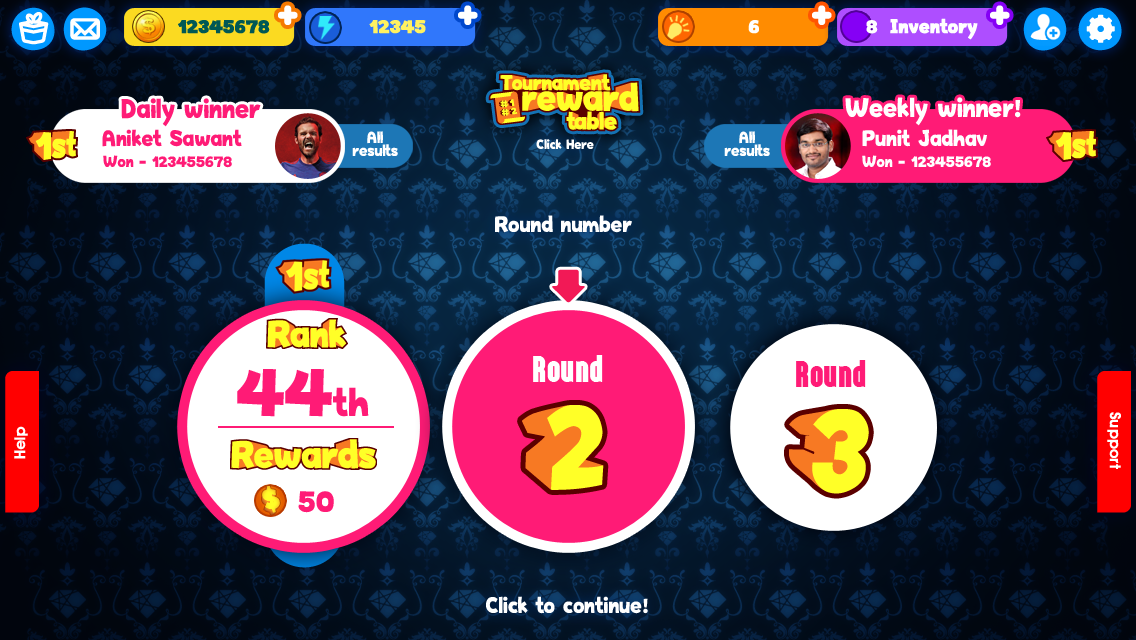 12345678
12345
6
8 Inventory
Tournament
#1 reward
#2
table
Click Here
Daily winner
1st
Aniket Sawant
Won - 123455678
All
results
All
results
Weekly winner!
Punit Jadhav
Won - 123455678
1st
Round number
1st
Rank
44th
Rewards
50
Round
2
Round
3
Help
Support
Click to continue!